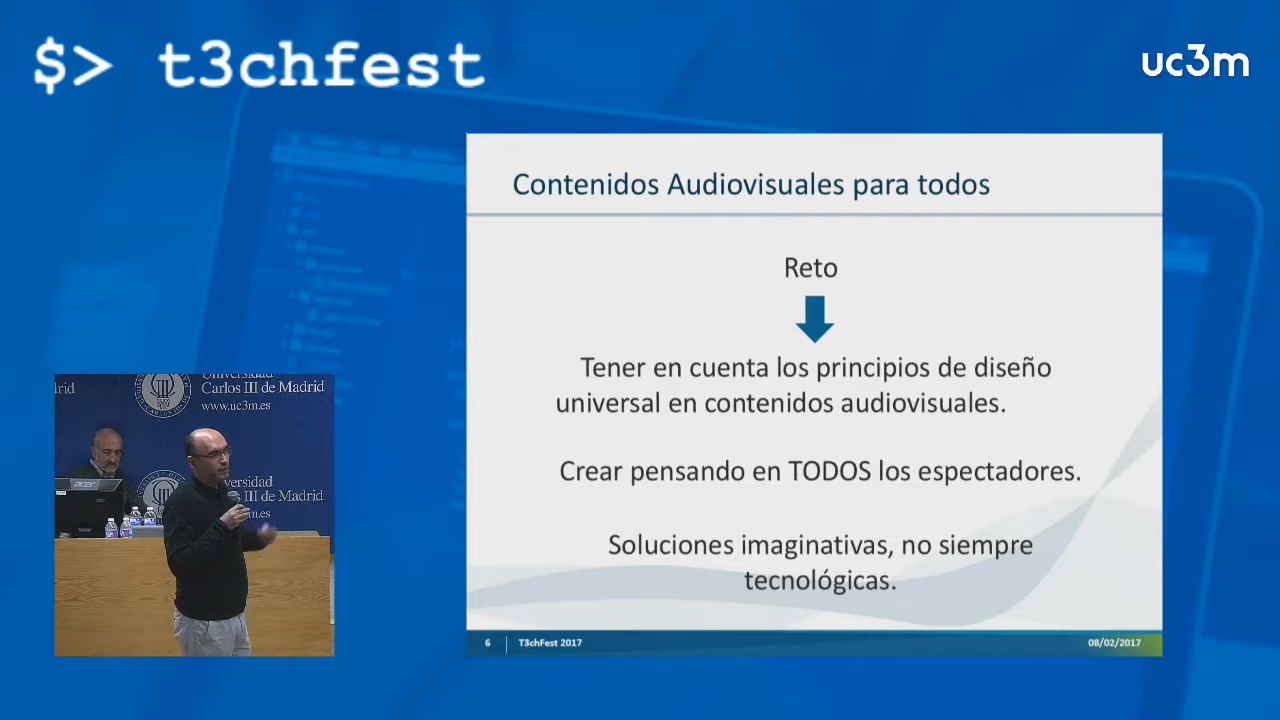 $> t3chfest
uc3m
Contenidos Audiovisuales para todos
Reto
Tener en cuenta los principios de diseño
universal en contenidos audiovisuales.
Crear pensando en TODOS los espectadores.
Soluciones imaginativas, no siempre
tecnológicas.
6 T3chFest 2017 08/02/2017
Universidad
Carlos III de Madrid
www.uc3m.es
acer